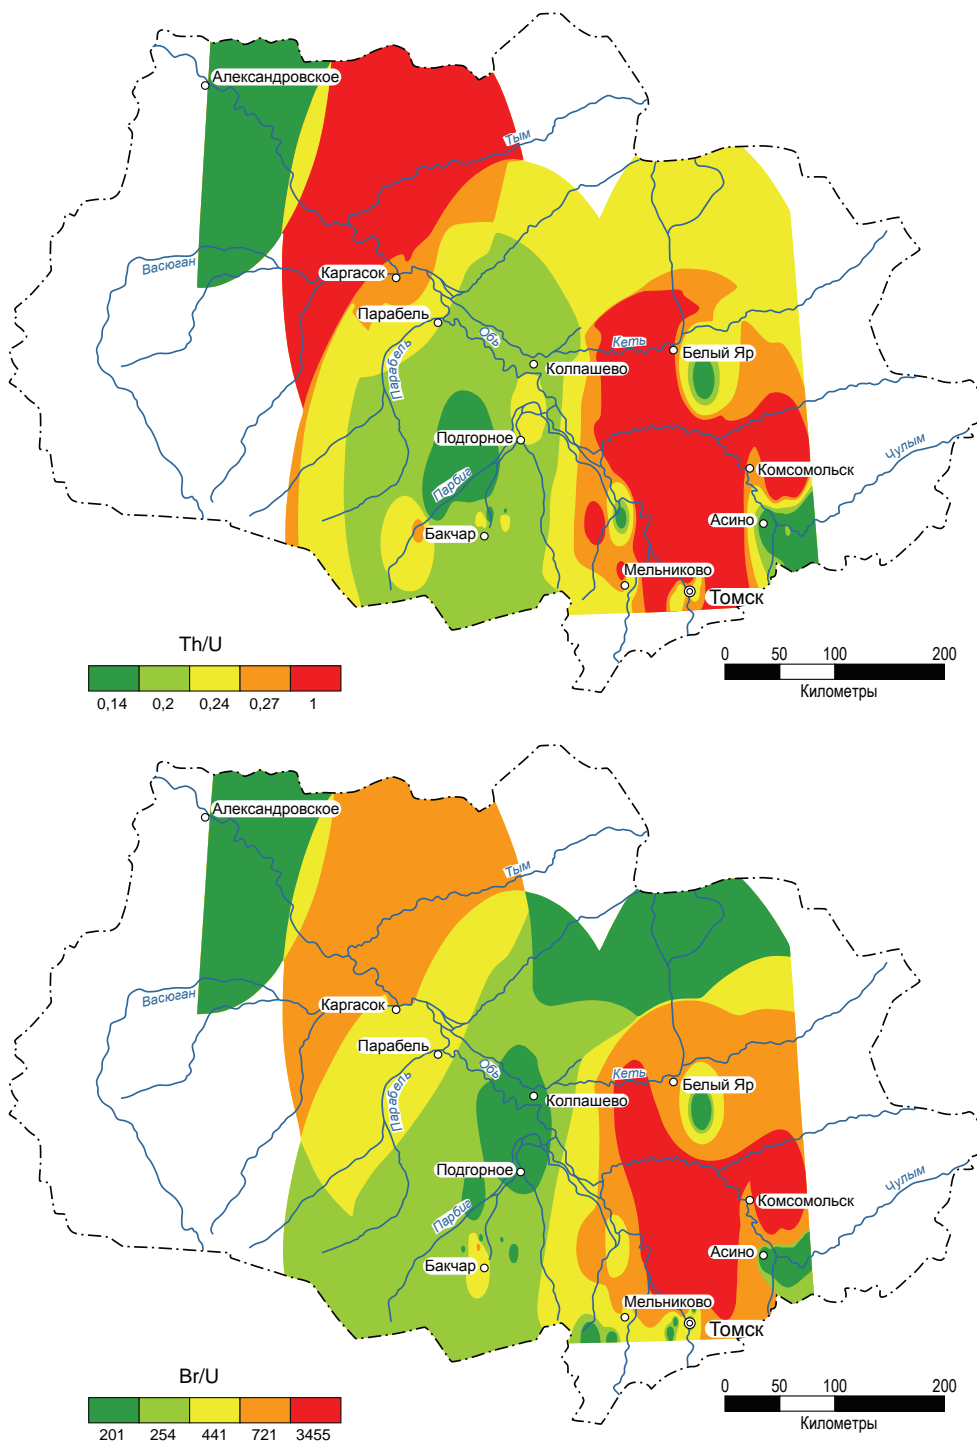 Александровское
Тым
Васюган
Каргасок
Парабель
Обь
Кеть
Белый Яр
Парабель
Колпашево
Подгорное
Чулым
Комсомольск
Парбиг
Асино
Бакчар
Мельниково
Томск
Th/U
0,14 0,2 0,24 0,27 1
0 50 100 200
Километры
Александровское
Тым
Васюган
Каргасок
Парабель
Обь
Кеть
Белый Яр
Парабель
Колпашево
Подгорное
Чулым
Комсомольск
Парбиг
Асино
Бакчар
Мельниково
Томск
Br/U
201 254 441 721 3455
0 50 100 200
Километры